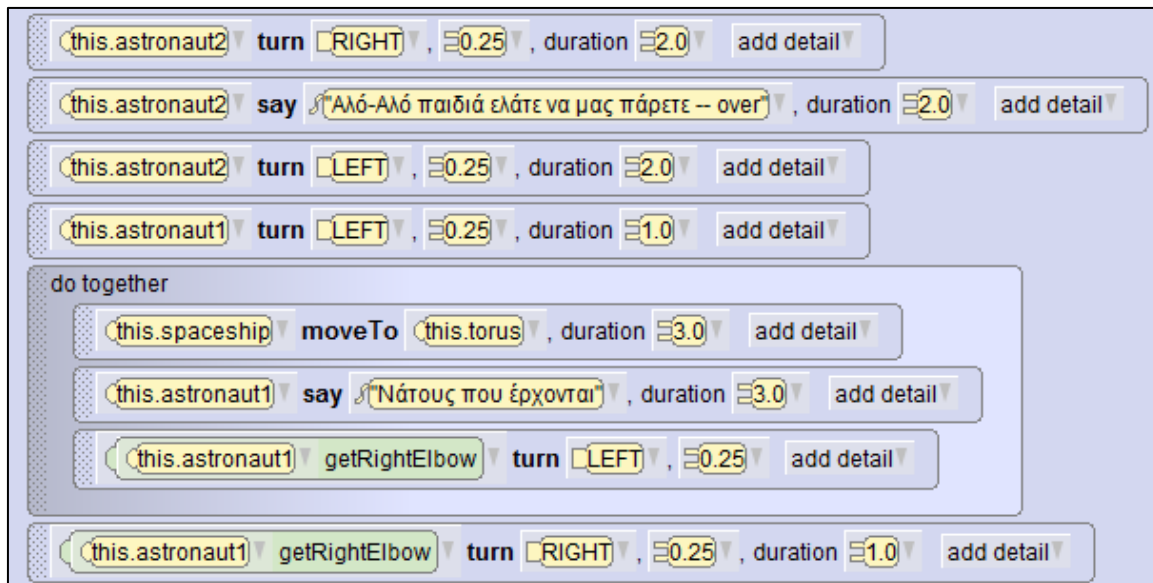 this.astronaut2 turn RIGHT , 0.25 , duration 2.0 add detail
this.astronaut2 say "Αλό-Αλό παιδιά ελάτε να μας πάρετε -- over" , duration 2.0 add detail
this.astronaut2 turn LEFT , 0.25 , duration 2.0 add detail
this.astronaut1 turn LEFT , 0.25 , duration 1.0 add detail
do together
this.spaceship moveTo this.torus , duration 3.0 add detail
this.astronaut1 say "Νάτους που έρχονται" , duration 3.0 add detail
this.astronaut1 getRightElbow turn LEFT , 0.25 add detail
this.astronaut1 getRightElbow turn RIGHT , 0.25 , duration 1.0 add detail